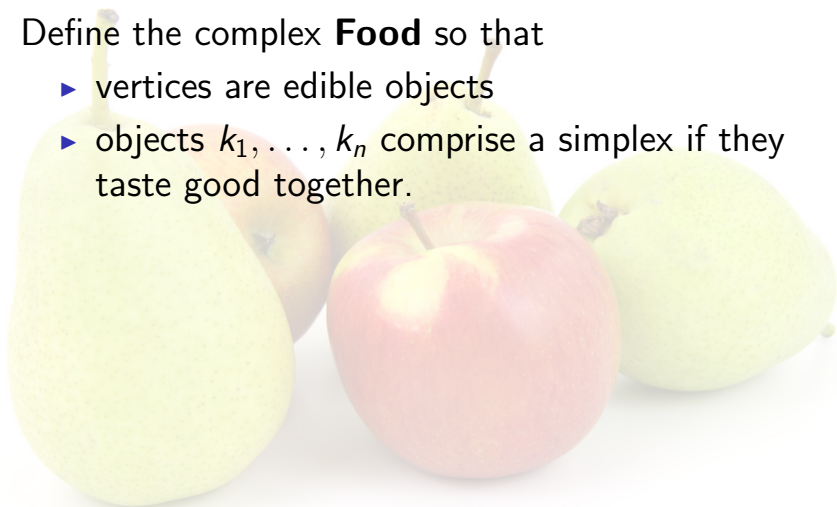 Define the complex Food so that
▸ vertices are edible objects
▸ objects k₁, . . . , kₙ comprise a simplex if they
taste good together.